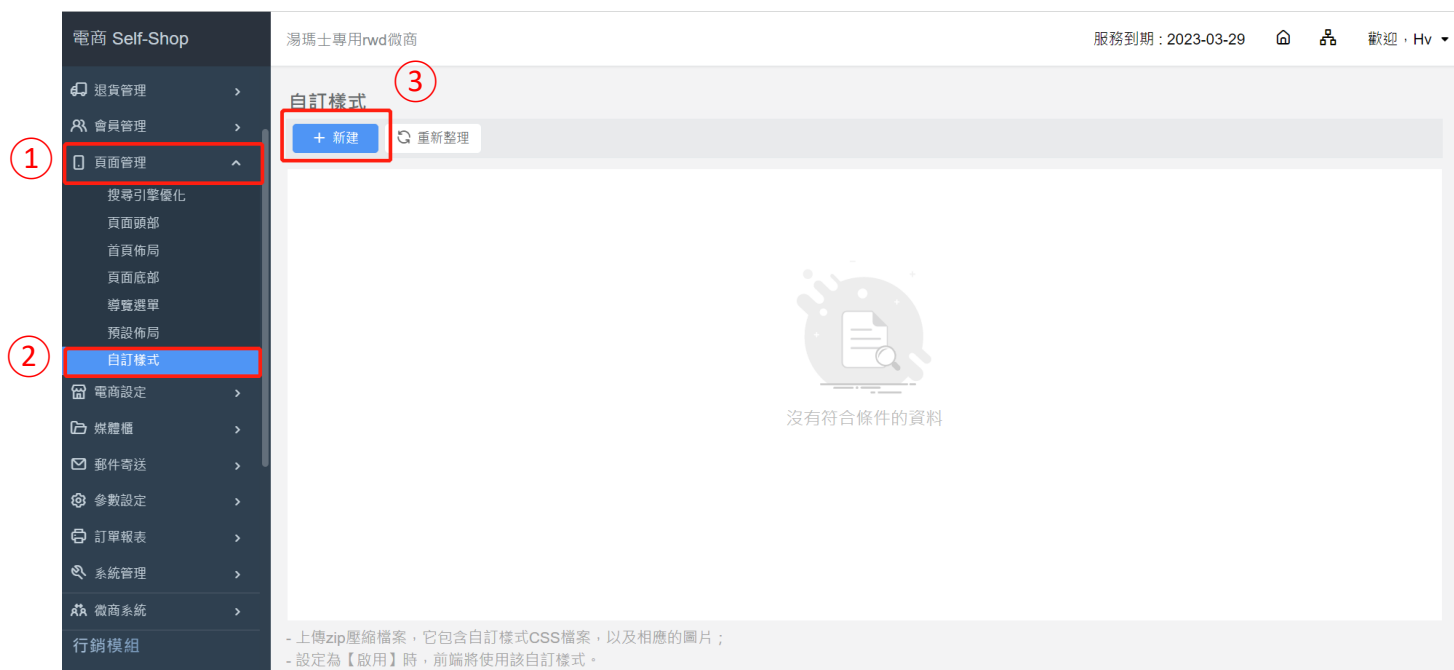 電商 Self-Shop
湯瑪士專用rwd微商
服務到期 : 2023-03-29
歡迎，Hv
退貨管理
會員管理
① 頁面管理
搜尋引擎優化
頁面頭部
首頁佈局
頁面底部
導覽選單
預設佈局
② 自訂樣式
電商設定
媒體櫃
郵件寄送
參數設定
訂單報表
系統管理
微商系統
行銷模組
③
自訂樣式
+ 新建
重新整理
沒有符合條件的資料
- 上傳zip壓縮檔案，它包含自訂樣式CSS檔案，以及相應的圖片；
- 設定為【啟用】時，前端將使用該自訂樣式。